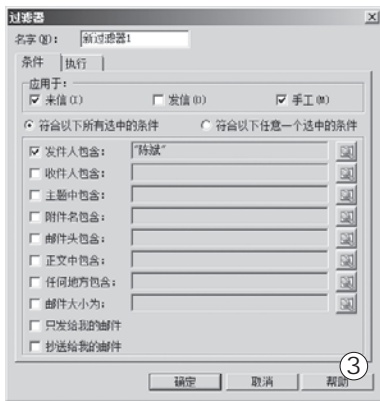 过滤器
名字(N): 新过滤器1
条件 执行
应用于:
来信(I) 发信(O) 手工(M)
符合以下所有选中的条件 符合以下任意一个选中的条件
发件人包含: "陈斌"
收件人包含:
主题中包含:
附件名包含:
邮件头包含:
正文中包含:
任何地方包含:
邮件大小为:
只发给我的邮件
抄送给我的邮件
确定 取消 帮助 3